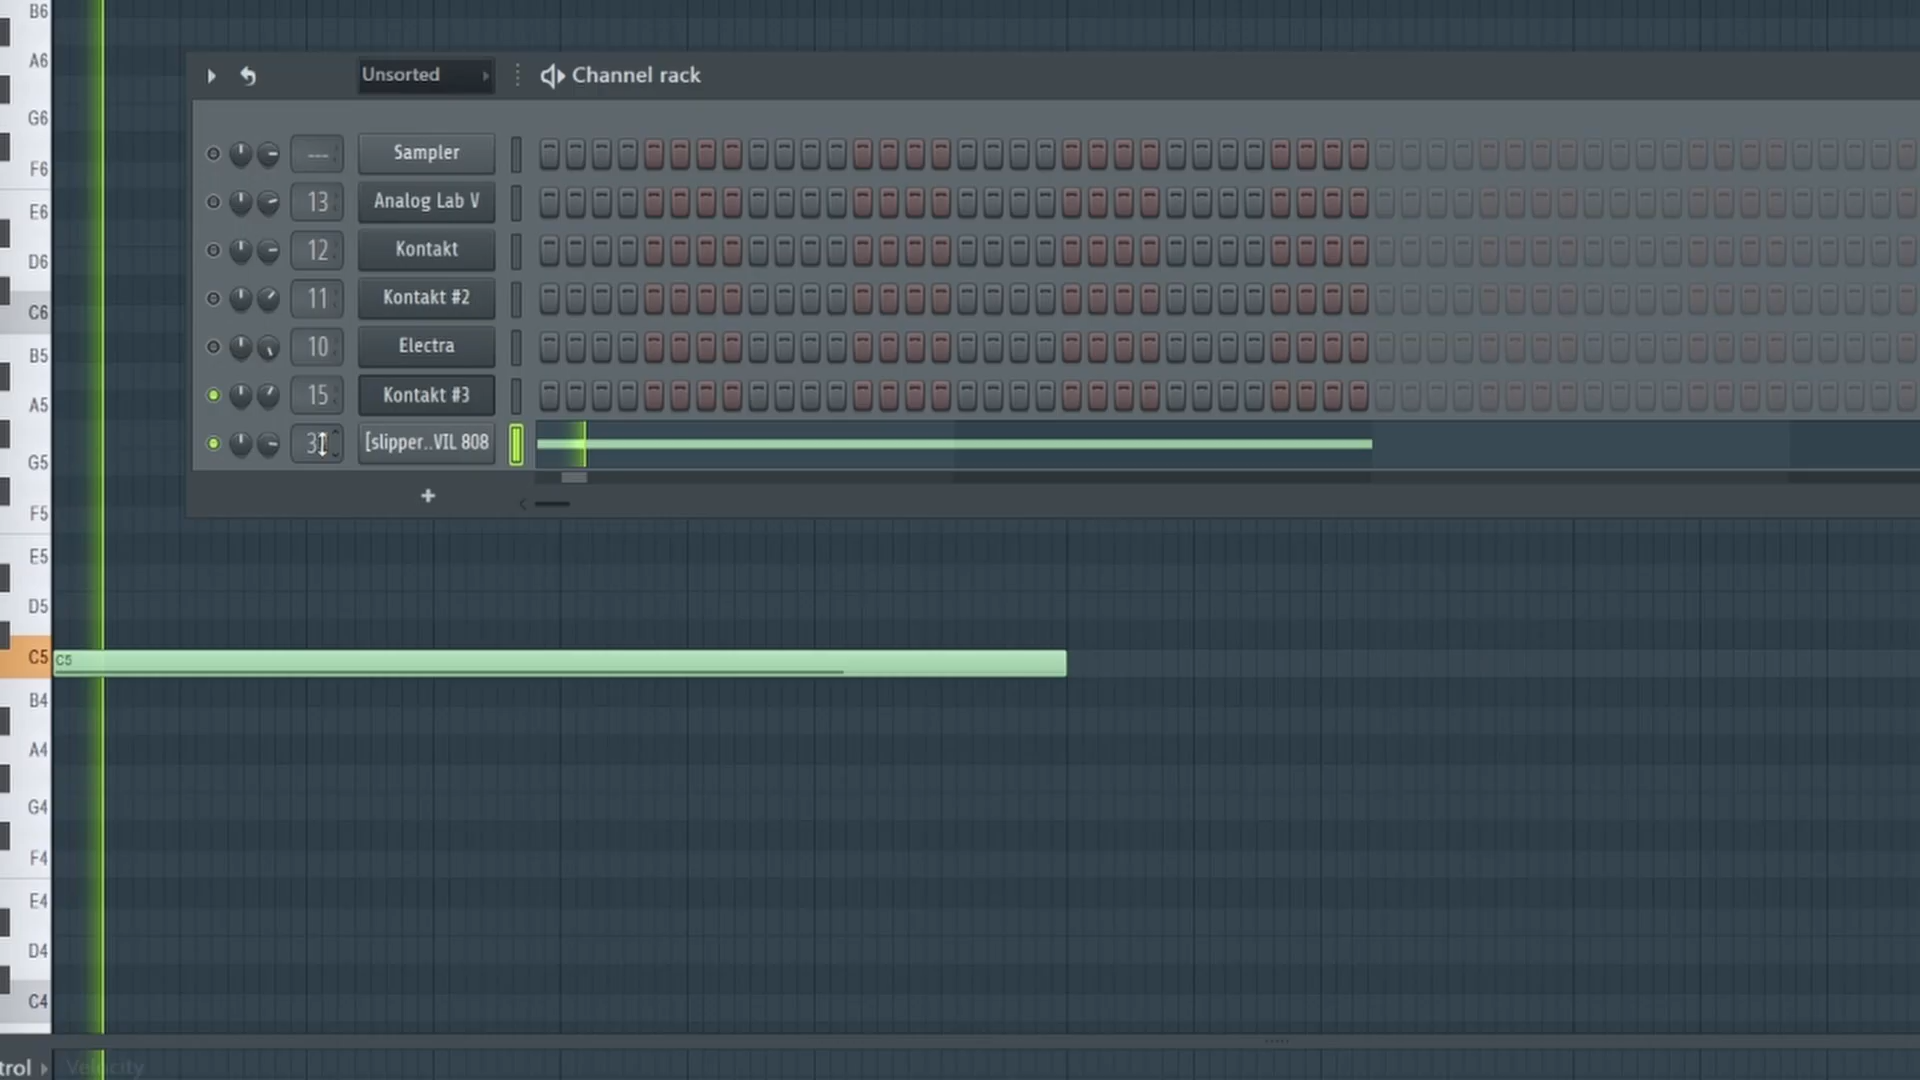 B6
A6
Unsorted
Channel rack
G6
F6
--- Sampler
E6
13 Analog Lab V
D6
12 Kontakt
C6
11 Kontakt #2
B5
10 Electra
A5
15 Kontakt #3
G5
[slipper..VIL 808
F5
E5
D5
C5
C5
B4
A4
G4
F4
E4
D4
C4
trol
Velocity